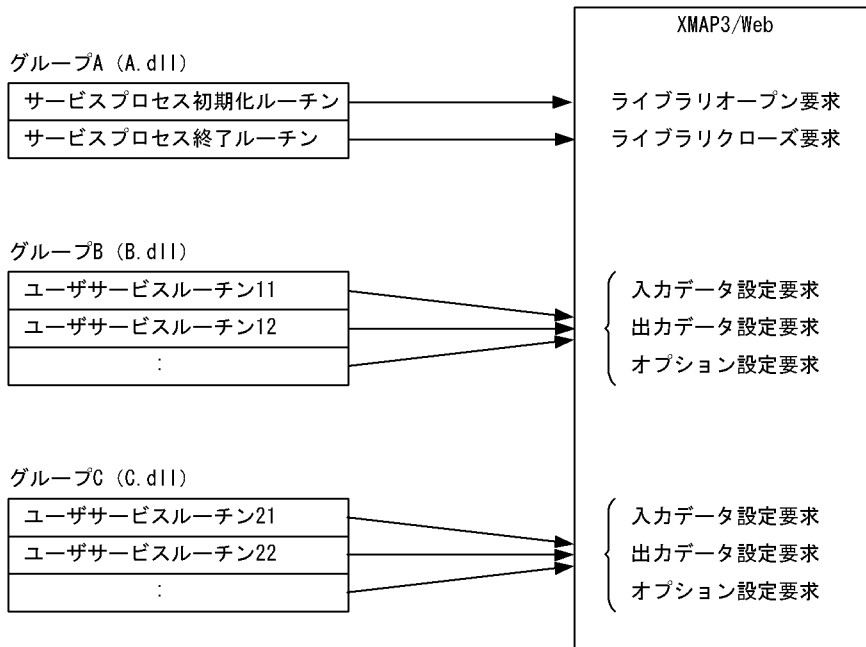 XMAP3/Web
グループA (A.dll)
サービスプロセス初期化ルーチン
ライブラリオープン要求
サービスプロセス終了ルーチン
ライブラリクローズ要求
グループB (B.dll)
ユーザサービスルーチン11
入力データ設定要求
ユーザサービスルーチン12
出力データ設定要求
:
オプション設定要求
グループC (C.dll)
ユーザサービスルーチン21
入力データ設定要求
ユーザサービスルーチン22
出力データ設定要求
:
オプション設定要求